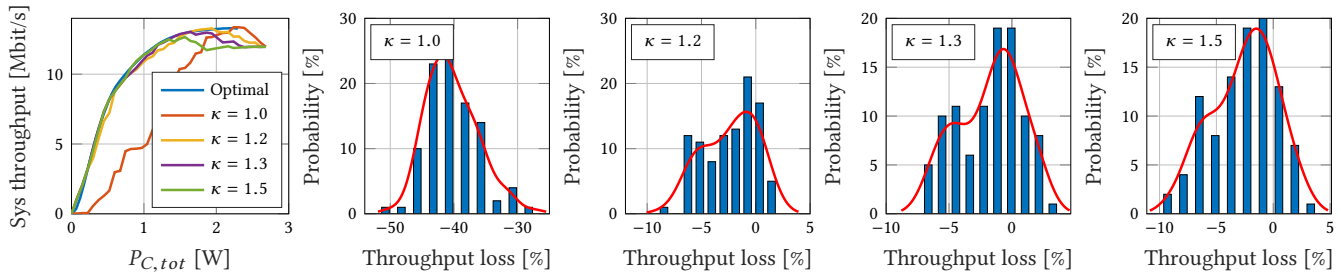 Sys throughput [Mbit/s]
10
5
0
0 1 2 3
P_{C,tot} [W]
Optimal
κ = 1.0
κ = 1.2
κ = 1.3
κ = 1.5
Probability [%]
30
20
10
0
−50 −40 −30
Throughput loss [%]
κ = 1.0
Probability [%]
30
20
10
0
−10 −5 0 5
Throughput loss [%]
κ = 1.2
Probability [%]
20
15
10
5
0
−10 −5 0
Throughput loss [%]
κ = 1.3
Probability [%]
20
15
10
5
0
−10 −5 0 5
Throughput loss [%]
κ = 1.5